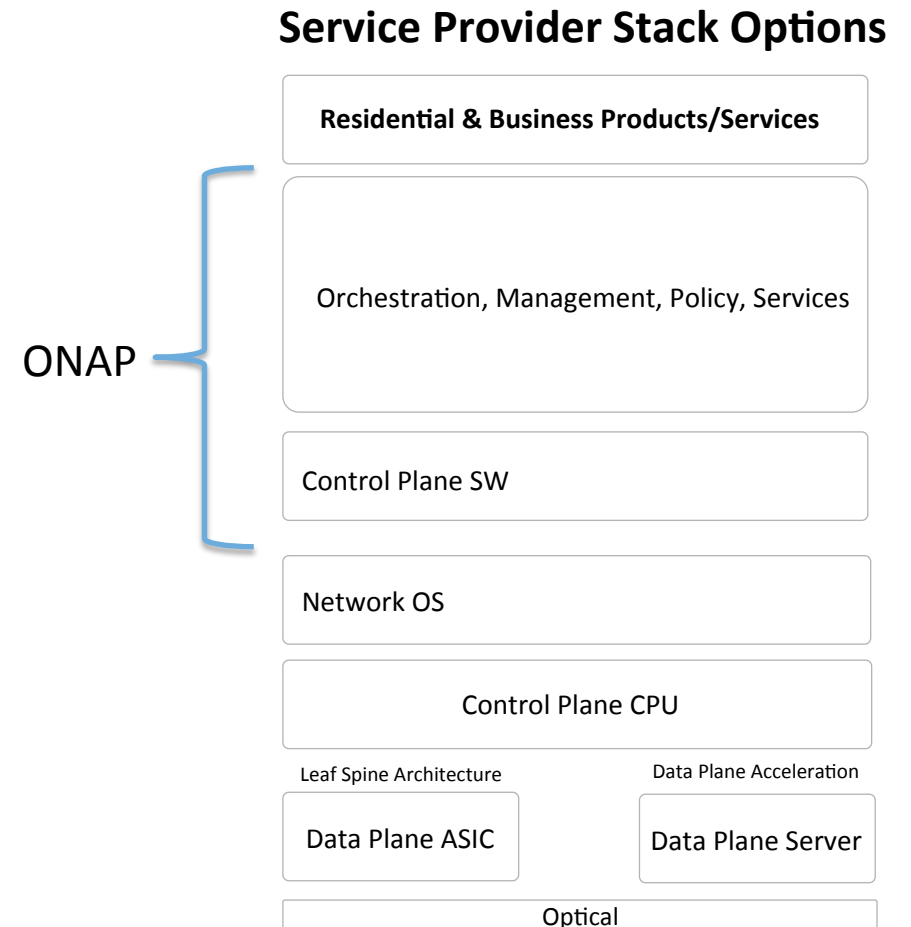 Service Provider Stack Options
Residential & Business Products/Services
Orchestration, Management, Policy, Services
ONAP
Control Plane SW
Network OS
Control Plane CPU
Leaf Spine Architecture
Data Plane Acceleration
Data Plane ASIC
Data Plane Server
Optical